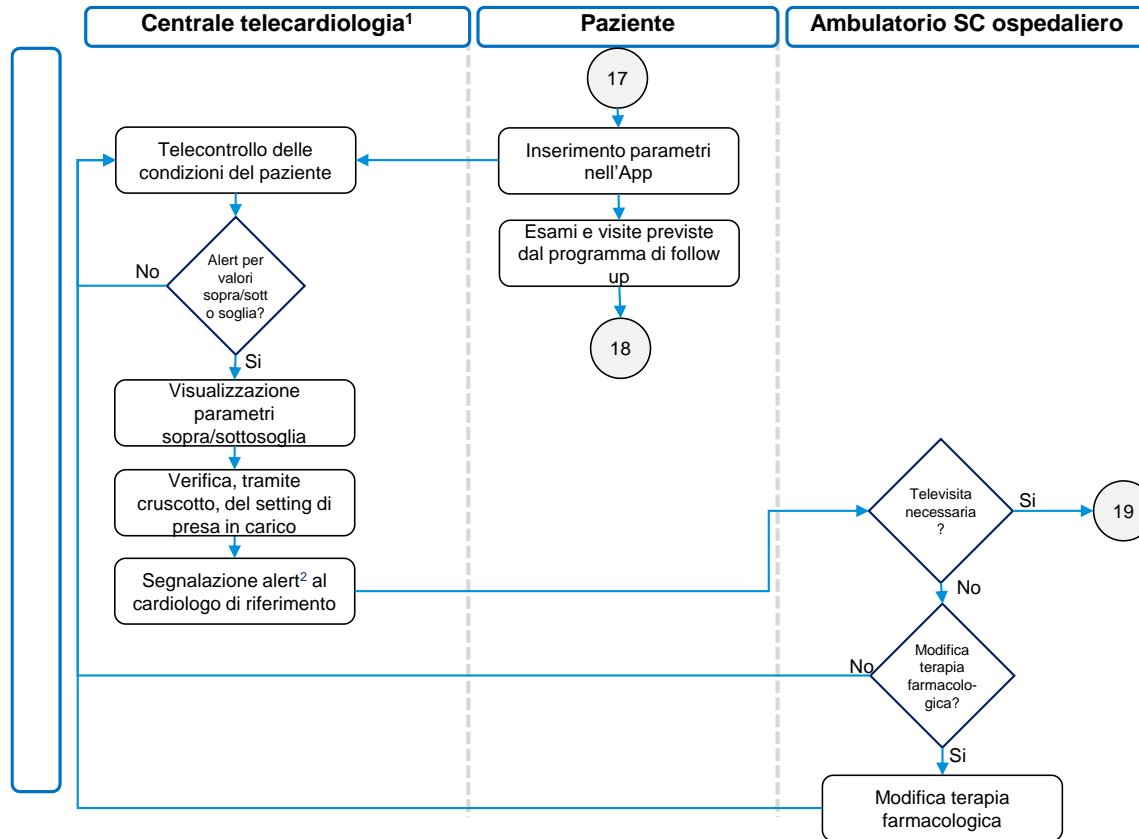 Centrale telecardiologia¹
Paziente
Ambulatorio SC ospedaliero
17
Telecontrollo delle
condizioni del paziente
Inserimento parametri
nell'App
Esami e visite previste
dal programma di follow
up
Alert per
valori
sopra/sott
o soglia?
No
18
Si
Visualizzazione
parametri
sopra/sottosoglia
Verifica, tramite
cruscotto, del setting di
presa in carico
Televisita
necessaria
?
Si
19
Segnalazione alert² al
cardiologo di riferimento
No
Modifica
terapia
farmacolo-
gica?
No
Si
Modifica terapia
farmacologica